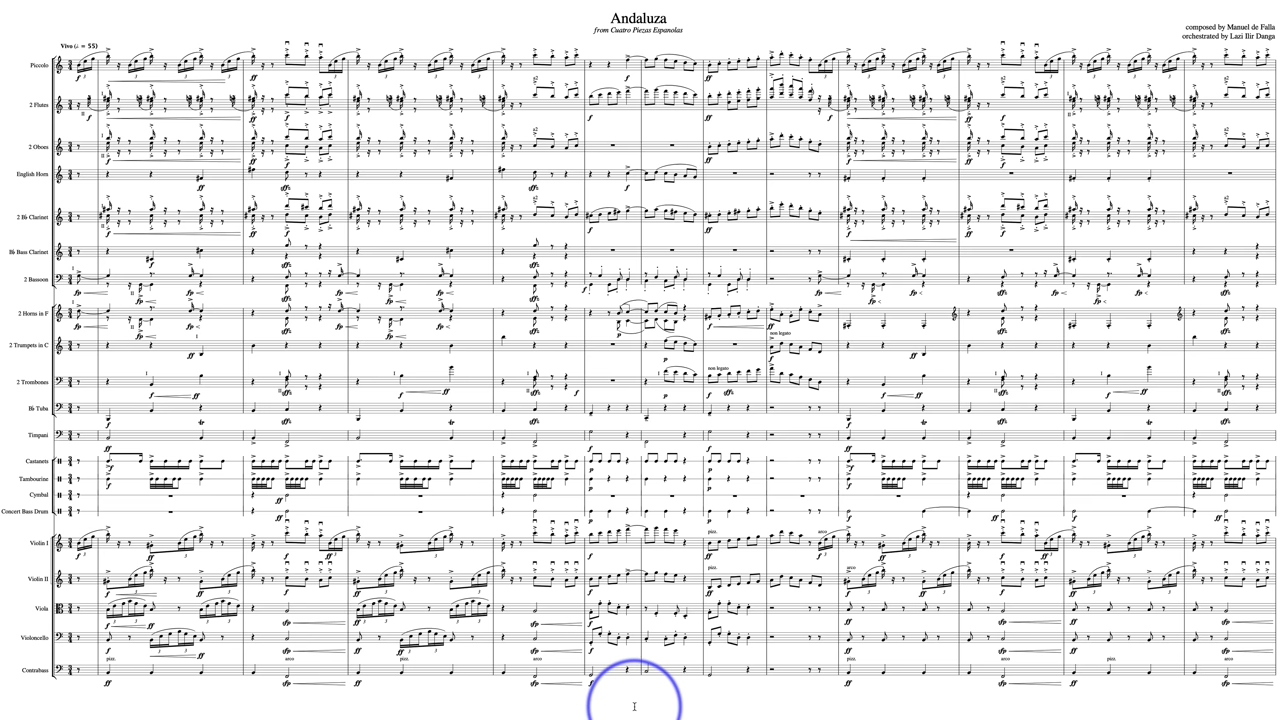 Andaluza
from Cuatro Piezas Espanolas
composed by Manuel de Falla
orchestrated by Lazi Ilir Danga
Vivo (♩. = 55)
Piccolo
2 Flutes
2 Oboes
English Horn
2 B♭ Clarinet
B♭ Bass Clarinet
2 Bassoon
2 Horns in F
non legato
2 Trumpets in C
non legato
2 Trombones
B♭ Tuba
Timpani
Castanets
Tambourine
Cymbal
Concert Bass Drum
pizz. arco
Violin I
pizz. arco
Violin II
Viola
Violoncello
pizz. arco pizz. arco pizz. arco pizz. arco
Contrabass